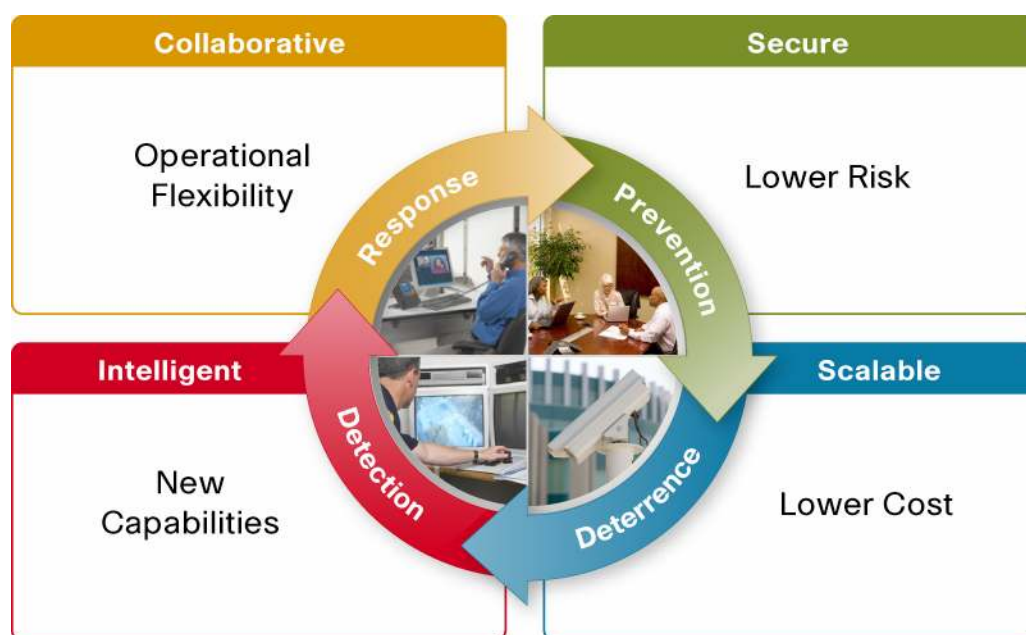 Collaborative
Operational
Flexibility
Secure
Lower Risk
Response
Prevention
Detection
Deterrence
Intelligent
New
Capabilities
Scalable
Lower Cost